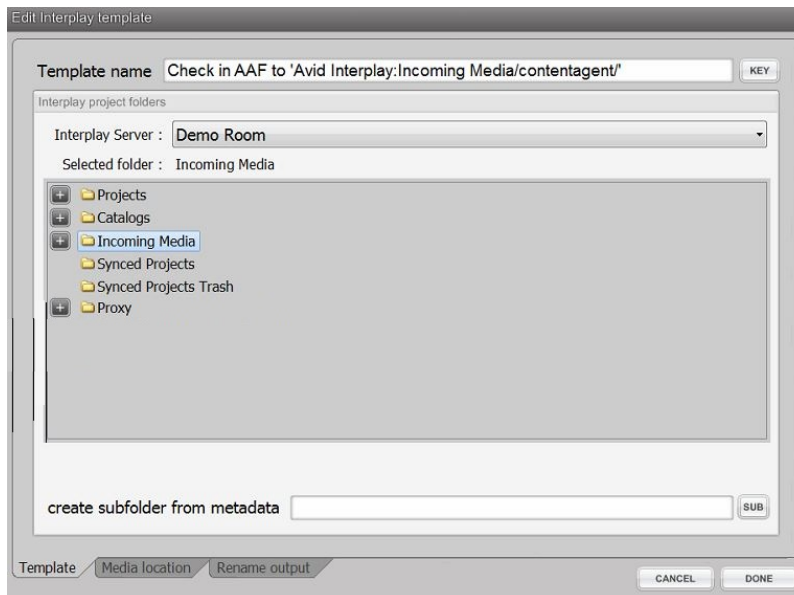 Edit Interplay template
Template name Check in AAF to 'Avid Interplay:Incoming Media/contentagent/' KEY
Interplay project folders
Interplay Server : Demo Room
Selected folder : Incoming Media
Projects
Catalogs
Incoming Media
Synced Projects
Synced Projects Trash
Proxy
create subfolder from metadata SUB
Template Media location Rename output
CANCEL DONE